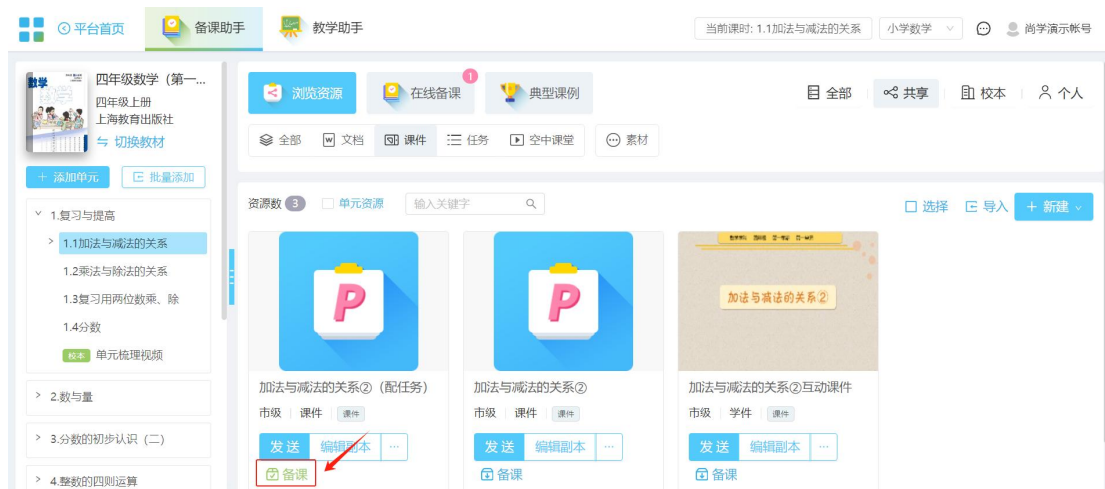 平台首页
备课助手
教学助手
当前课时: 1.1加法与减法的关系
小学数学
尚学演示帐号
数学
四年级数学（第一...
四年级上册
上海教育出版社
切换教材
+ 添加单元
批量添加
1.复习与提高
1.1加法与减法的关系
1.2乘法与除法的关系
1.3复习用两位数乘、除
1.4分数
校本 单元梳理视频
2.数与量
3.分数的初步认识（二）
4.整数的四则运算
浏览资源
在线备课
1
典型课例
全部
共享
校本
个人
全部
文档
课件
任务
空中课堂
素材
资源数 3
单元资源
输入关键字
选择
导入
+ 新建
P
加法与减法的关系②（配任务）
市级 课件 课件
发送 编辑副本 ...
备课
P
加法与减法的关系②
市级 课件 课件
发送 编辑副本 ...
备课
加法与减法的关系②
加法与减法的关系②互动课件
市级 学件 课件
发送 编辑副本 ...
备课